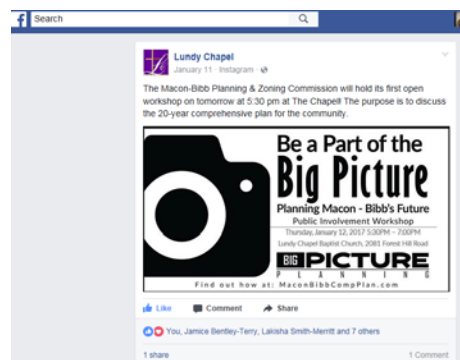 f Search
Lundy Chapel
January 11 · Instagram ·
The Macon-Bibb Planning & Zoning Commission will hold its first open
workshop on tomorrow at 5:30 pm at The Chapel! The purpose is to discuss
the 20-year comprehensive plan for the community.
Be a Part of the
Big Picture
Planning Macon - Bibb's Future
Public Involvement Workshop
Thursday, January 12, 2017 5:30PM – 7:00PM
Lundy Chapel Baptist Church, 2081 Forest Hill Road
BIG PICTURE
PLANNING
Find out how at: MaconBibbCompPlan.com
Like Comment Share
You, Jamice Bentley-Terry, Lakisha Smith-Merritt and 7 others
1 share 1 Comment